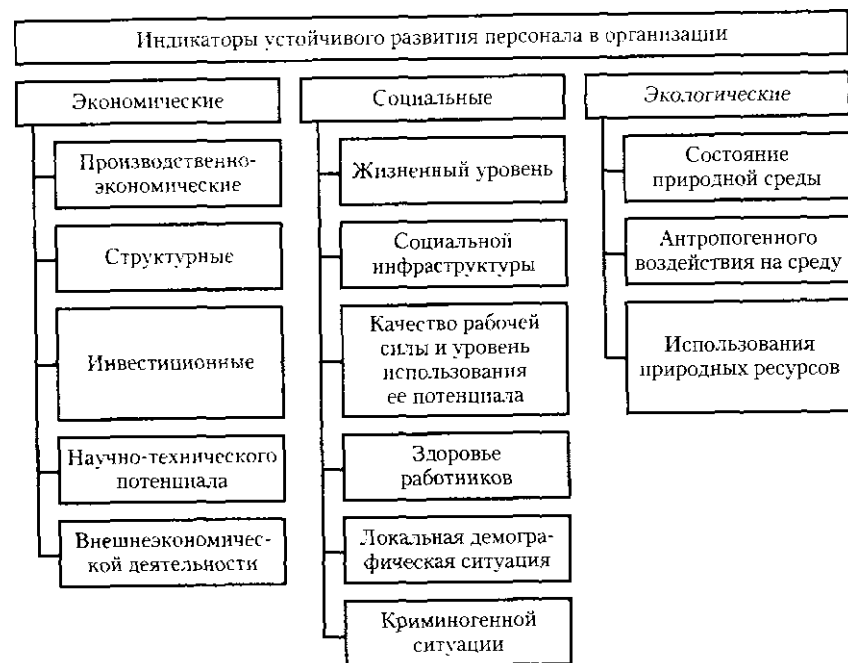 Индикаторы устойчивого развития персонала в организации
Экономические
Производственно-
экономические
Структурные
Инвестиционные
Научно-технического
потенциала
Внешнеэкономичес-
кой деятельности
Социальные
Жизненный уровень
Социальной
инфраструктуры
Качество рабочей
силы и уровень
использования
ее потенциала
Здоровье
работников
Локальная демогра-
фическая ситуация
Криминогенной
ситуации
Экологические
Состояние
природной среды
Антропогенного
воздействия на среду
Использования
природных ресурсов